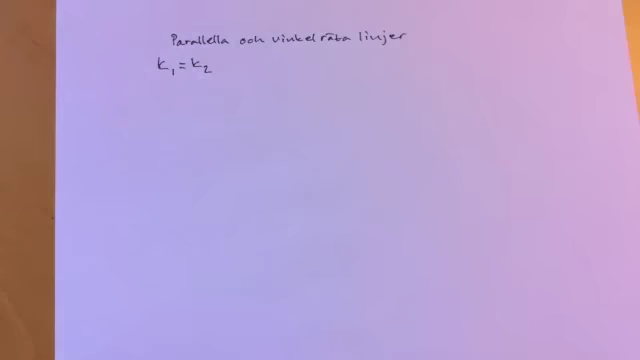 Parallella och vinkelräta linjer
k₁ = k₂